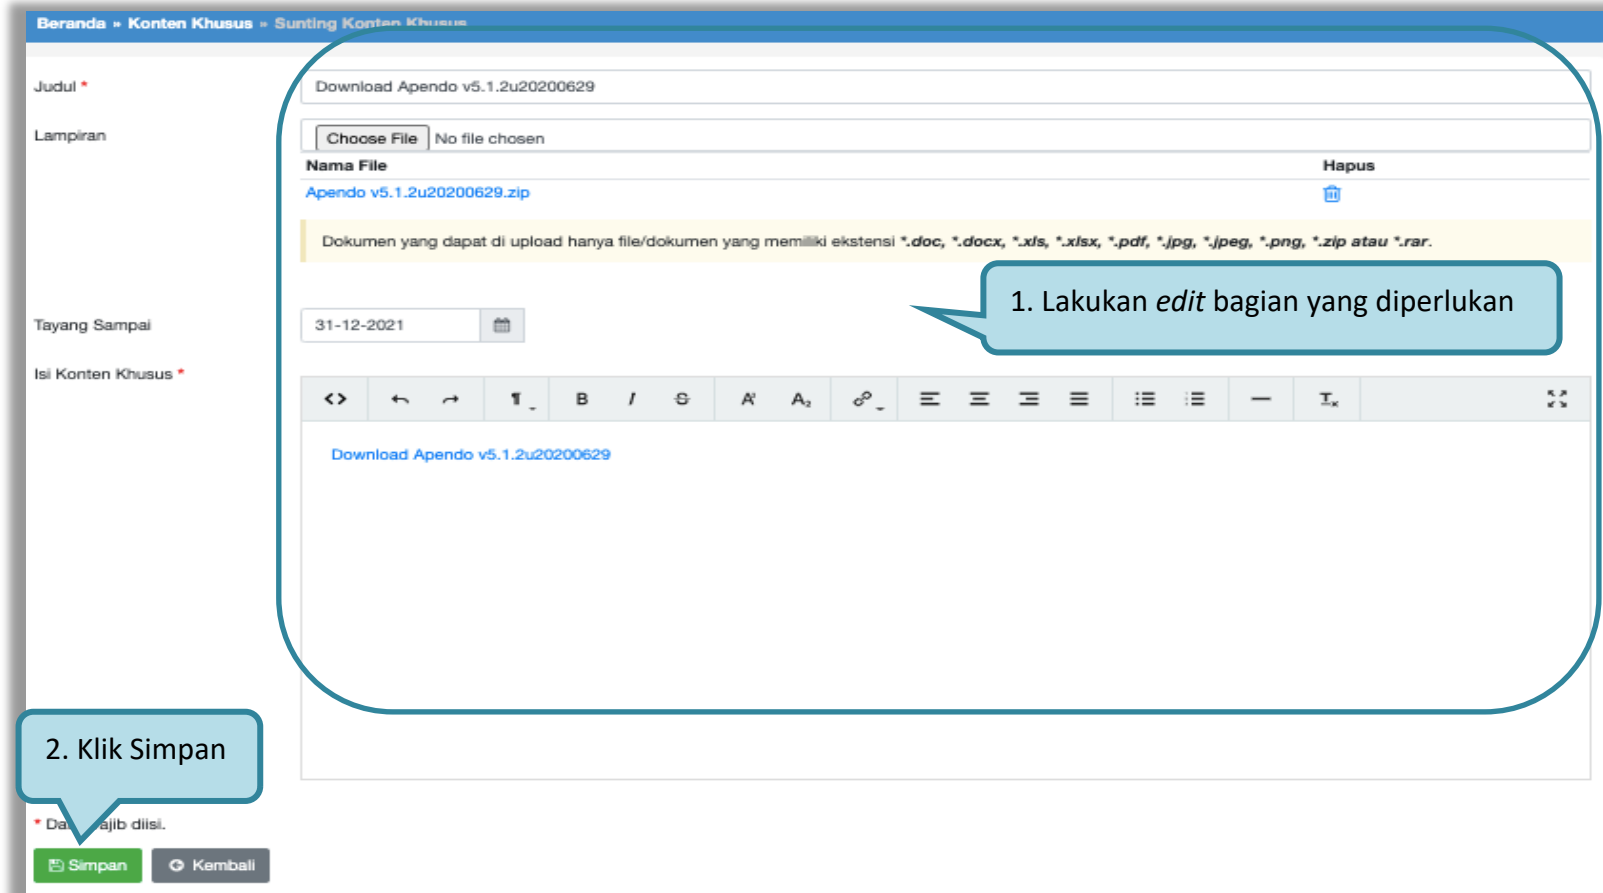 Beranda » Konten Khusus » Sunting Konten Khusus
Judul *
Download Apendo v5.1.2u20200629
Lampiran
Choose File No file chosen
Nama File Hapus
Apendo v5.1.2u20200629.zip
Dokumen yang dapat di upload hanya file/dokumen yang memiliki ekstensi *.doc, *.docx, *.xls, *.xlsx, *.pdf, *.jpg, *.jpeg, *.png, *.zip atau *.rar.
1. Lakukan edit bagian yang diperlukan
Tayang Sampai
31-12-2021
Isi Konten Khusus *
Download Apendo v5.1.2u20200629
2. Klik Simpan
* Da ajib diisi.
Simpan Kembali